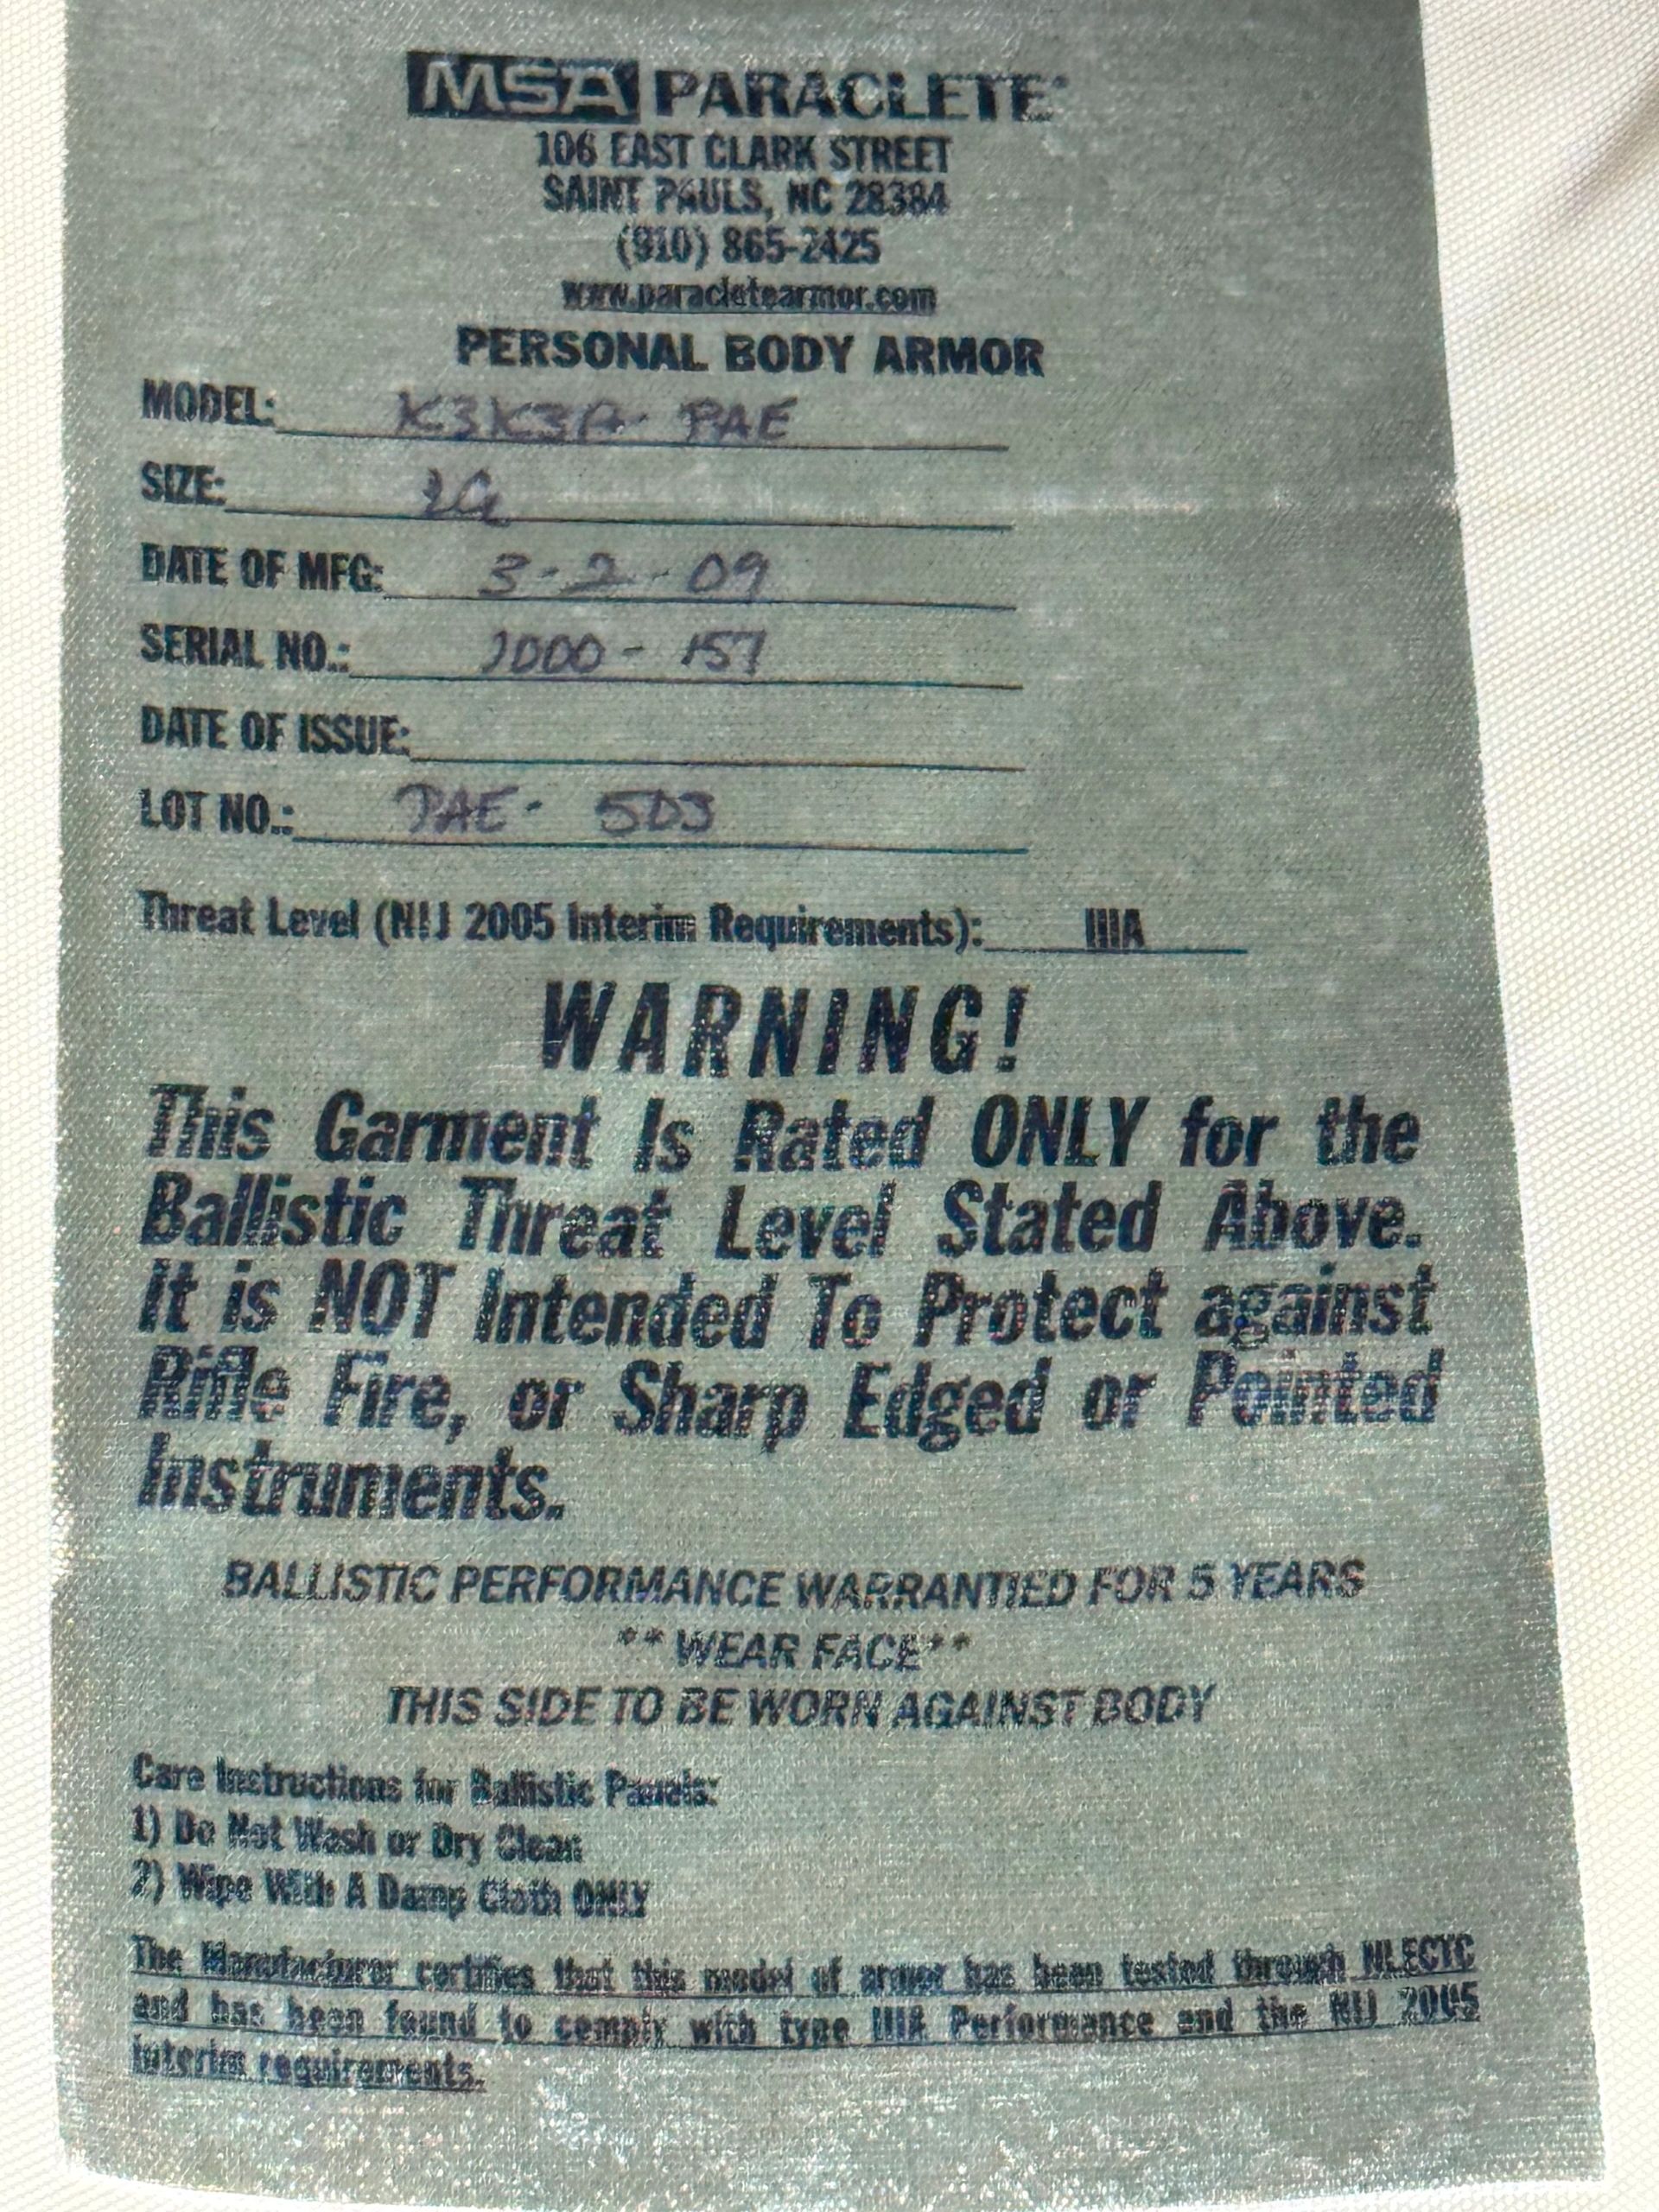 MSA PARACLETE
106 EAST CLARK STREET
SAINT PAULS, NC 28384
(910) 865-2425
www.paracletearmor.com
PERSONAL BODY ARMOR
MODEL: K3K3A- PAE
SIZE: LG
DATE OF MFG: 3-2-09
SERIAL NO.: 1000-157
DATE OF ISSUE:
LOT NO.: PAE-
Threat Level (NIJ 2005 Interim Requirements): IIIA
WARNING!
This Garment Is Rated ONLY for the
Ballistic Threat Level Stated Above.
It is NOT Intended To Protect against
Rifle Fire, or Sharp Edged or Pointed
Instruments.
BALLISTIC PERFORMANCE WARRANTIED FOR 5 YEARS
**WEAR FACE**
THIS SIDE TO BE WORN AGAINST BODY
Care Instructions for Ballistic Panels:
1) Do Not Wash or Dry Clean
2) Wipe With A Damp Cloth ONLY
The Manufacturer certifies that this model of armor has been tested through NLECTC
and has been found to comply with type IIIA Performance and the NIJ 2005
interim requirements.